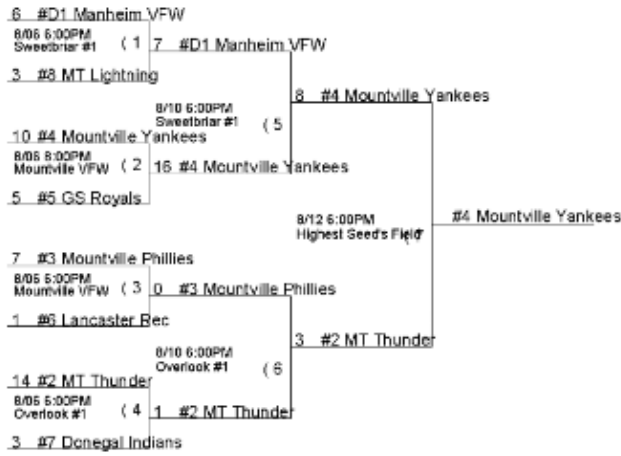 6 #D1 Manheim VFW
8/06 6:00PM
Sweetbriar #1 ( 1
7 #D1 Manheim VFW
3 #8 MT Lightning
8 #4 Mountville Yankees
8/10 6:00PM
Sweetbriar #1 ( 5
10 #4 Mountville Yankees
8/06 8:00PM
Mountville VFW ( 2
16 #4 Mountville Yankees
5 #5 GS Royals
8/12 6:00PM
Highest Seed's Field
#4 Mountville Yankees
7 #3 Mountville Phillies
8/06 6:00PM
Mountville VFW ( 3
0 #3 Mountville Phillies
1 #6 Lancaster Rec
3 #2 MT Thunder
8/10 6:00PM
Overlook #1 ( 6
14 #2 MT Thunder
8/06 6:00PM
Overlook #1 ( 4
1 #2 MT Thunder
3 #7 Donegal Indians